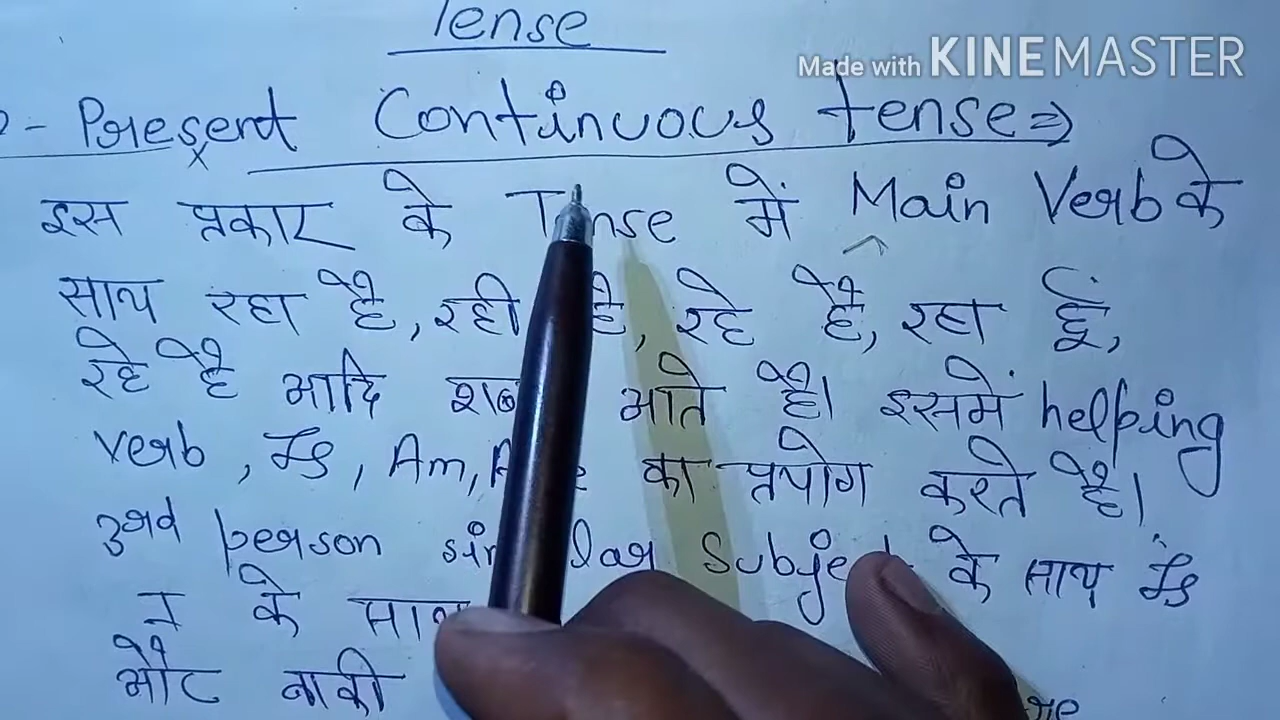 Tense
Made with KINEMASTER
- Present Continuous tense⇒
इस प्रकार के Tense में Main Verb के
साथ रहा है, रही है, रहे है, रहा हूँ,
रहे है आदि शब्द आते है। इसमें helping
verb, Is, Am, का प्रयोग करते है।
person Subject के साथ Is
I के साथ
और बाकी